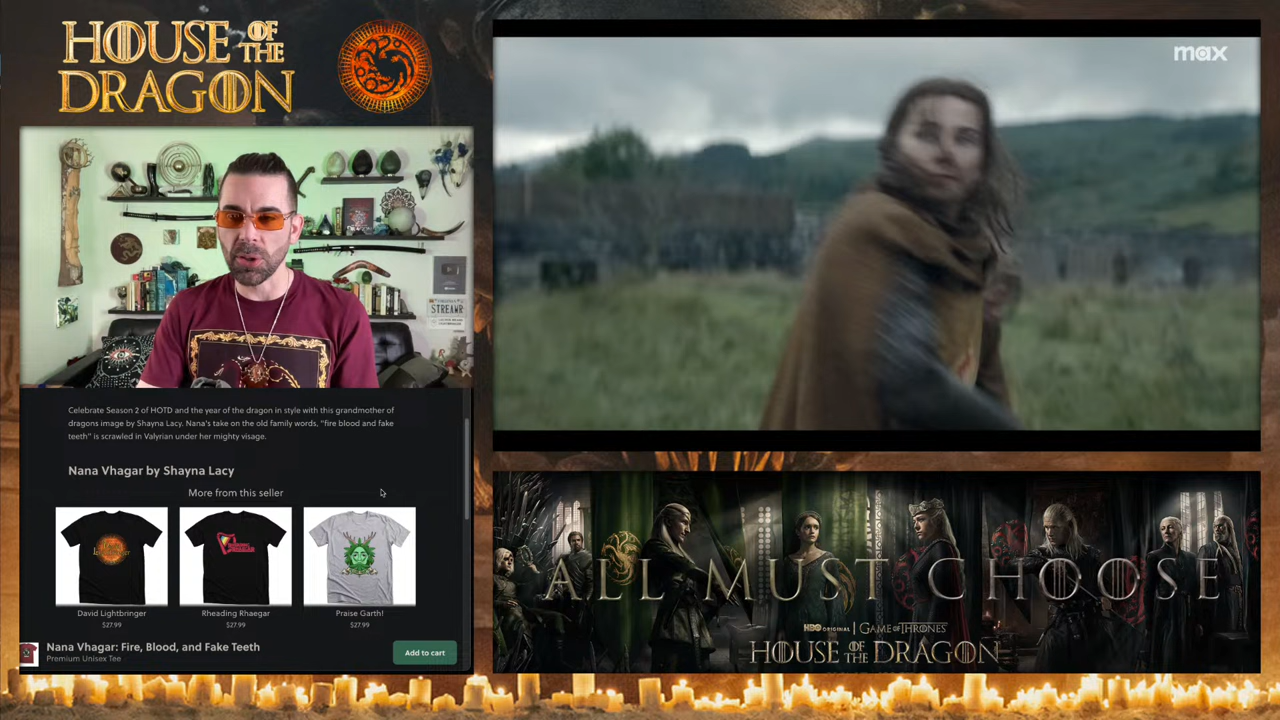 HOUSE OF THE
DRAGON
max
STREAWR
Celebrate Season 2 of HOTD and the year of the dragon in style with this grandmother of
dragons image by Shayna Lacy. Nana's take on the old family words, "fire blood and fake
teeth" is scrawled in Valyrian under her mighty visage.
Nana Vhagar by Shayna Lacy
More from this seller
David Lightbringer
$27.99
Rheading Rhaegar
$27.99
Praise Garth!
$27.99
Nana Vhagar: Fire, Blood, and Fake Teeth
Premium Unisex Tee
Add to cart
ALL MUST CHOOSE
HBO ORIGINAL | GAME OF THRONES
HOUSE OF THE DRAGON